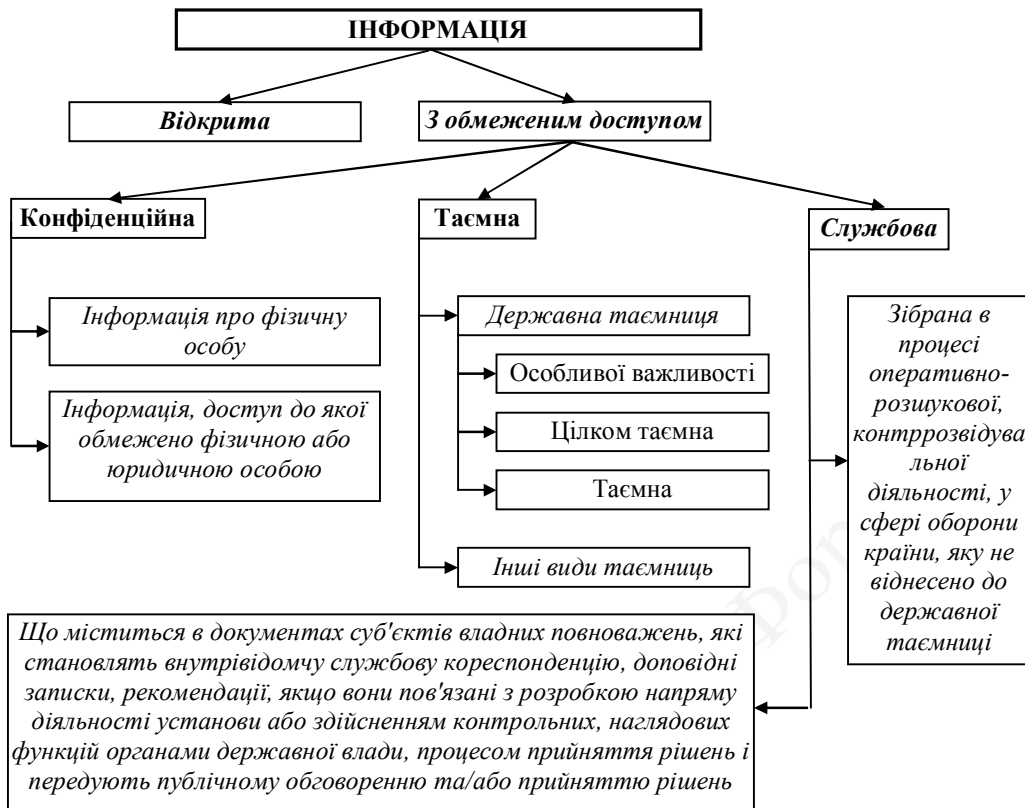 ІНФОРМАЦІЯ
Відкрита
З обмеженим доступом
Конфіденційна
Таємна
Службова
Інформація про фізичну
особу
Інформація, доступ до якої
обмежено фізичною або
юридичною особою
Державна таємниця
Особливої важливості
Цілком таємна
Таємна
Інші види таємниць
Зібрана в
процесі
оперативно-
розшукової,
контррозвідува
льної
діяльності, у
сфері оборони
країни, яку не
віднесено до
державної
таємниці
Що міститься в документах суб'єктів владних повноважень, які
становлять внутрівідомчу службову кореспонденцію, доповідні
записки, рекомендації, якщо вони пов'язані з розробкою напряму
діяльності установи або здійсненням контрольних, наглядових
функцій органами державної влади, процесом прийняття рішень і
передують публічному обговоренню та/або прийняттю рішень